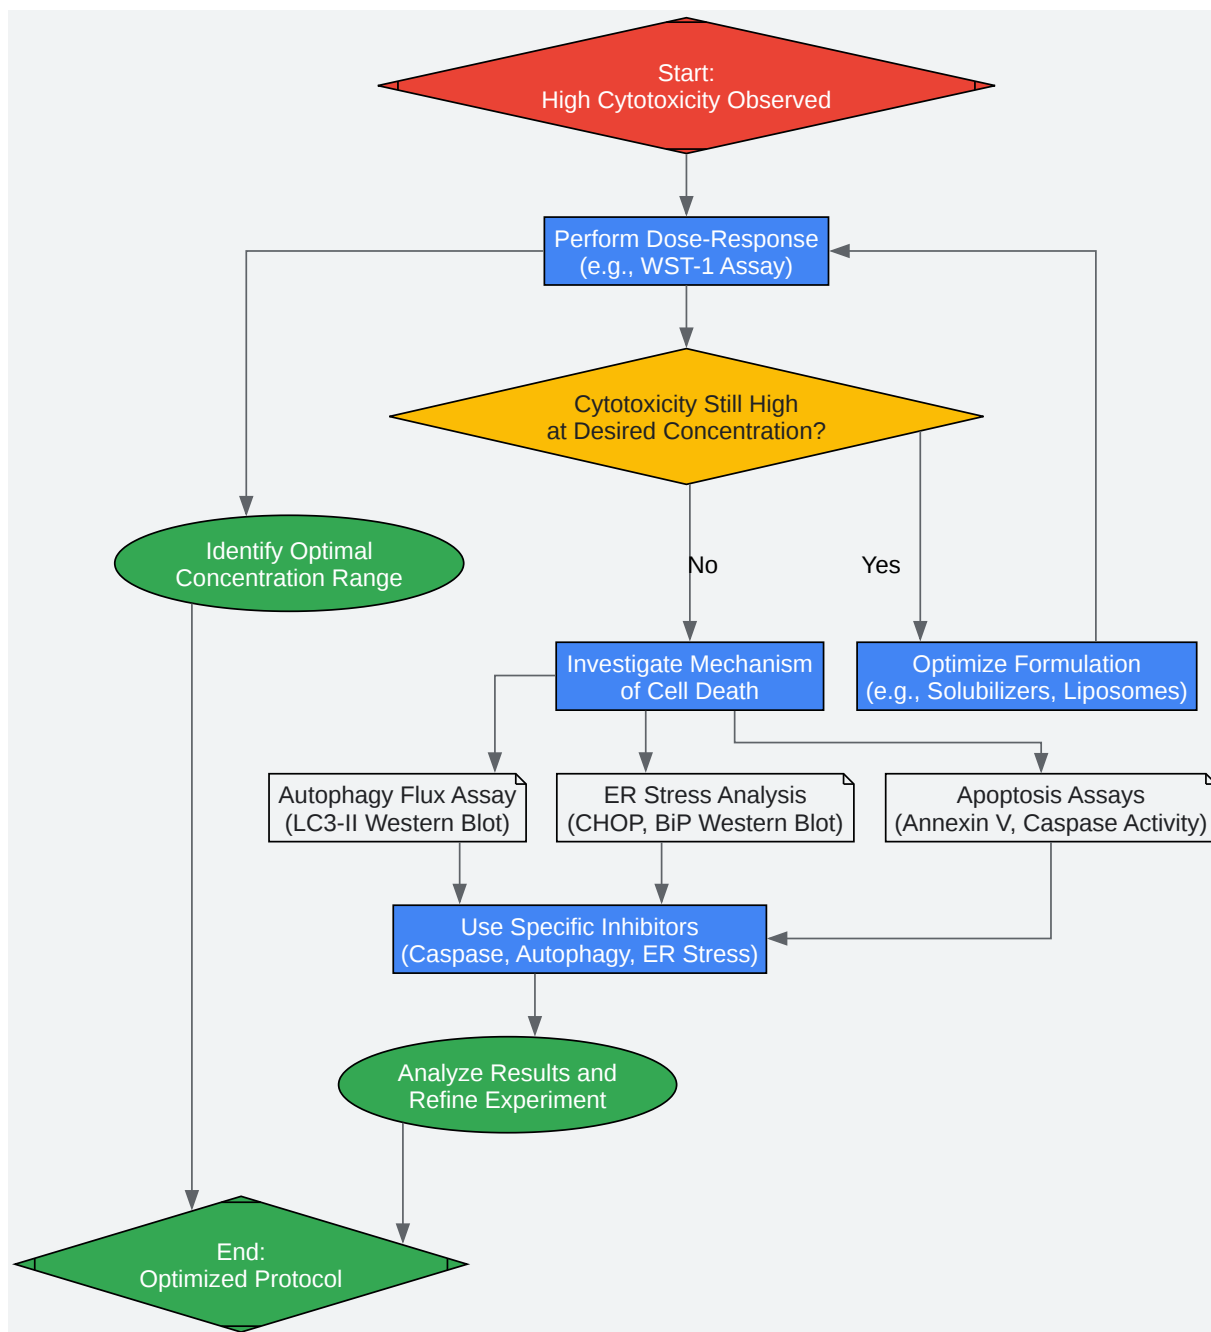 Start:
High Cytotoxicity Observed
Perform Dose-Response
(e.g., WST-1 Assay)
Cytotoxicity Still High
at Desired Concentration?
Identify Optimal
Concentration Range
No
Yes
Investigate Mechanism
of Cell Death
Optimize Formulation
(e.g., Solubilizers, Liposomes)
Autophagy Flux Assay
(LC3-II Western Blot)
ER Stress Analysis
(CHOP, BiP Western Blot)
Apoptosis Assays
(Annexin V, Caspase Activity)
Use Specific Inhibitors
(Caspase, Autophagy, ER Stress)
Analyze Results and
Refine Experiment
End:
Optimized Protocol